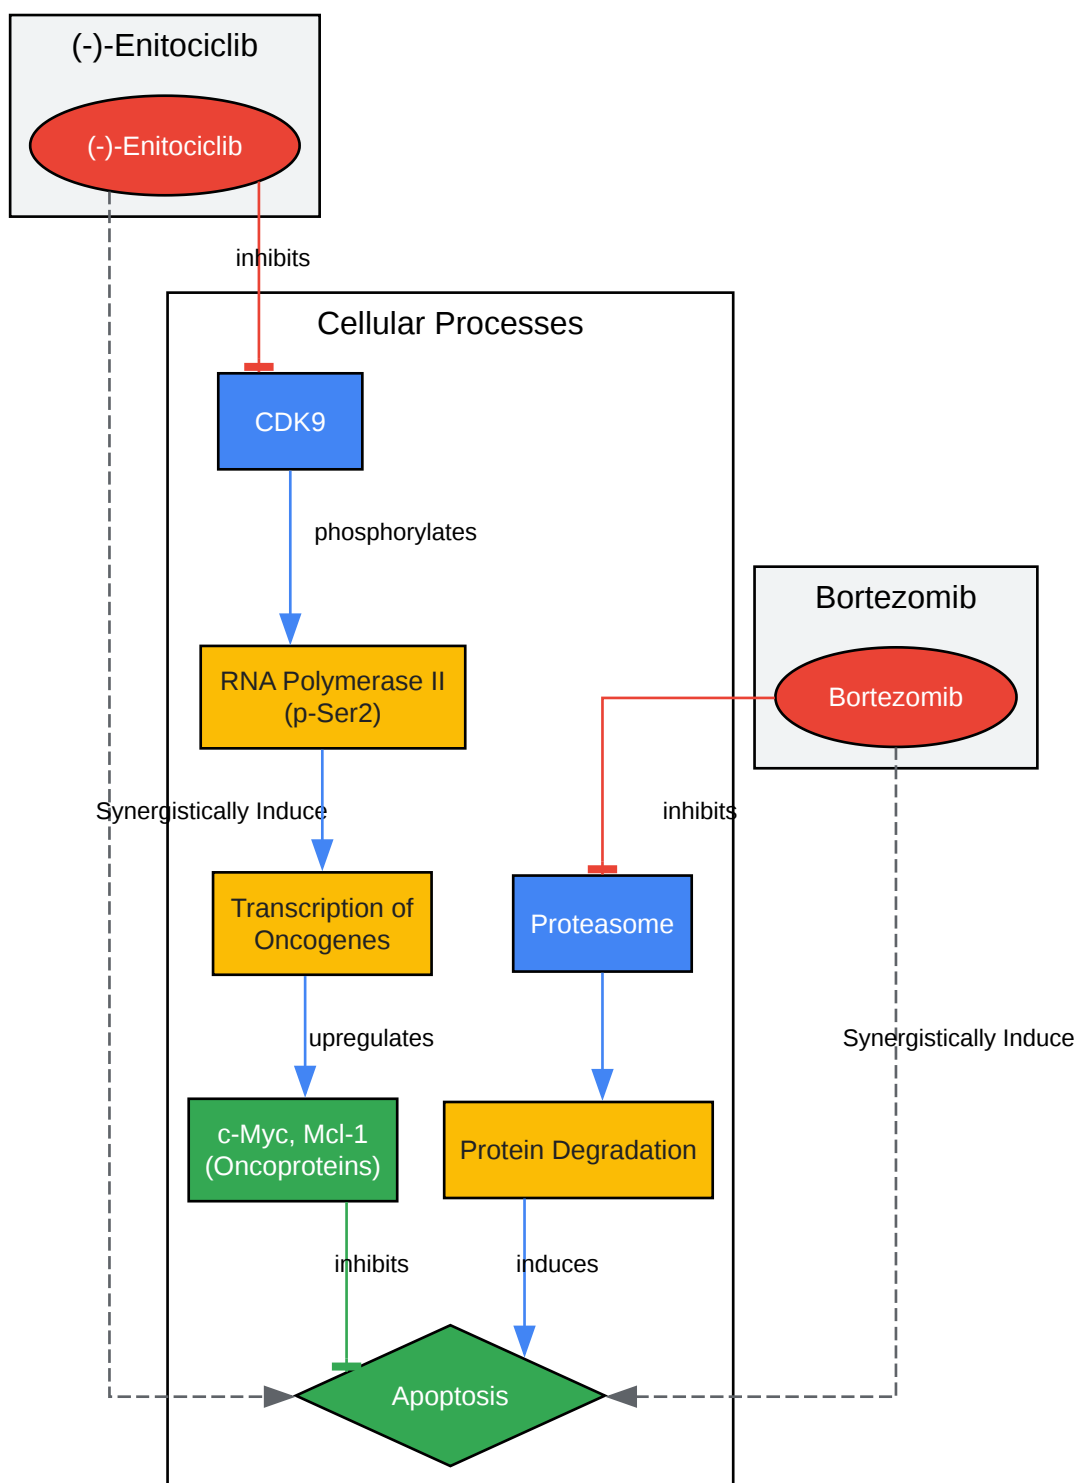 (-)-Enitociclib
(-)-Enitociclib
inhibits
Cellular Processes
CDK9
phosphorylates
Bortezomib
RNA Polymerase II
(p-Ser2)
Bortezomib
Synergistically Induce
inhibits
Transcription of
Oncogenes
Proteasome
upregulates
Synergistically Induce
c-Myc, Mcl-1
(Oncoproteins)
Protein Degradation
inhibits
induces
Apoptosis